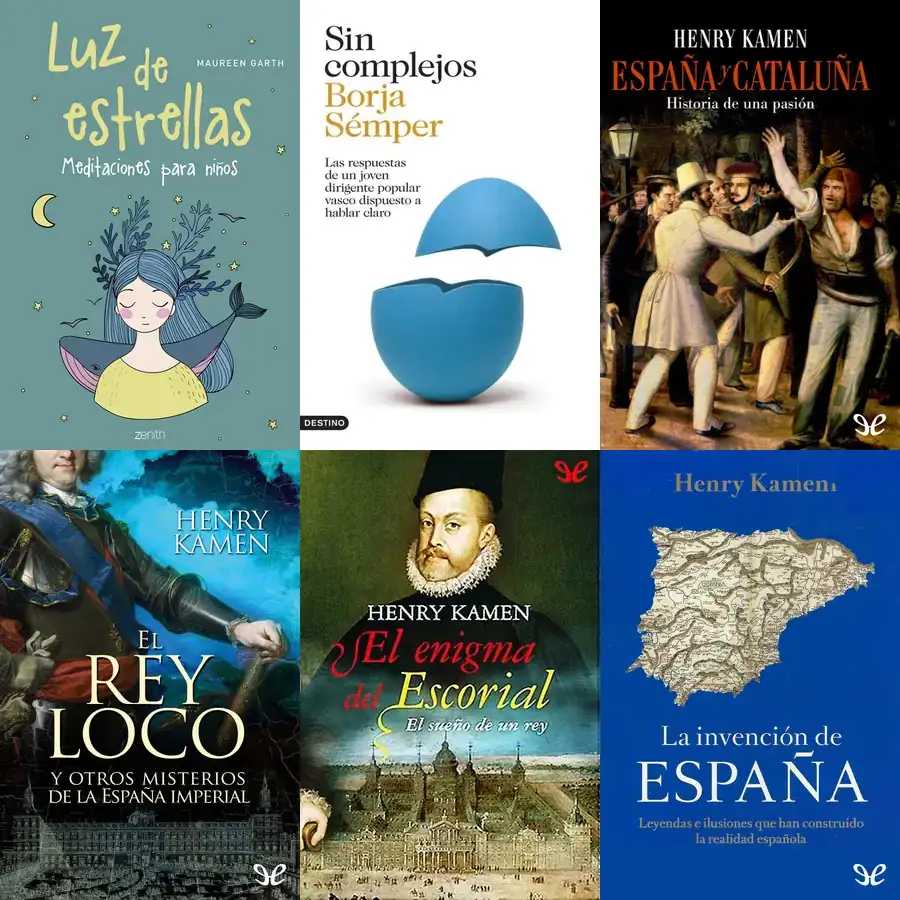 Luz
de
estrellas
MAUREEN GARTH
Meditaciones para niños
zenith
Sin
complejos
Borja
Sémper
Las respuestas
de un joven
dirigente popular
vasco dispuesto a
hablar claro
DESTINO
HENRY KAMEN
ESPAÑA y CATALUÑA
Historia de una pasión
HENRY
KAMEN
EL
REY
LOCO
Y OTROS MISTERIOS
DE LA ESPAÑA IMPERIAL
HENRY KAMEN
El enigma
del Escorial
El sueño de un rey
Henry Kamen
La invención de
ESPAÑA
Leyendas e ilusiones que han construido
la realidad española